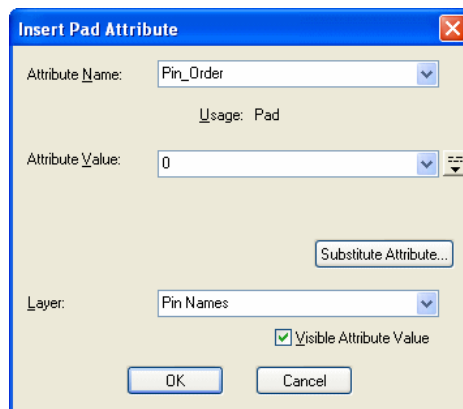 Insert Pad Attribute
Attribute Name: Pin_Order
Usage: Pad
Attribute Value: 0
Substitute Attribute...
Layer: Pin Names
Visible Attribute Value
OK Cancel